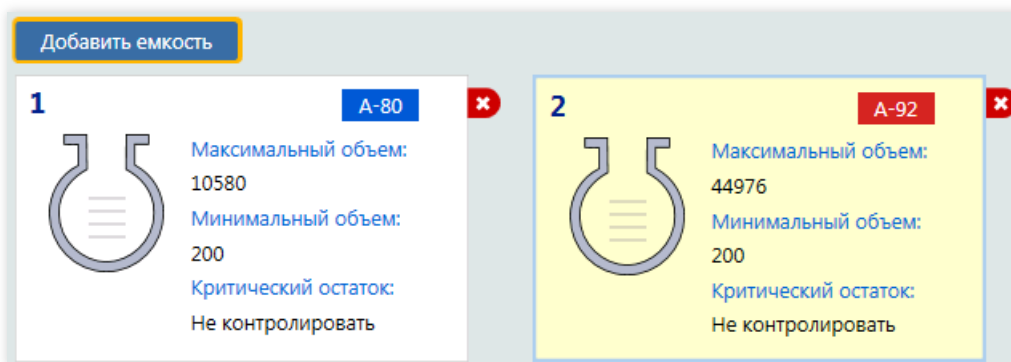 Добавить емкость
1
А-80
Максимальный объем:
10580
Минимальный объем:
200
Критический остаток:
Не контролировать
2
А-92
Максимальный объем:
44976
Минимальный объем:
200
Критический остаток:
Не контролировать